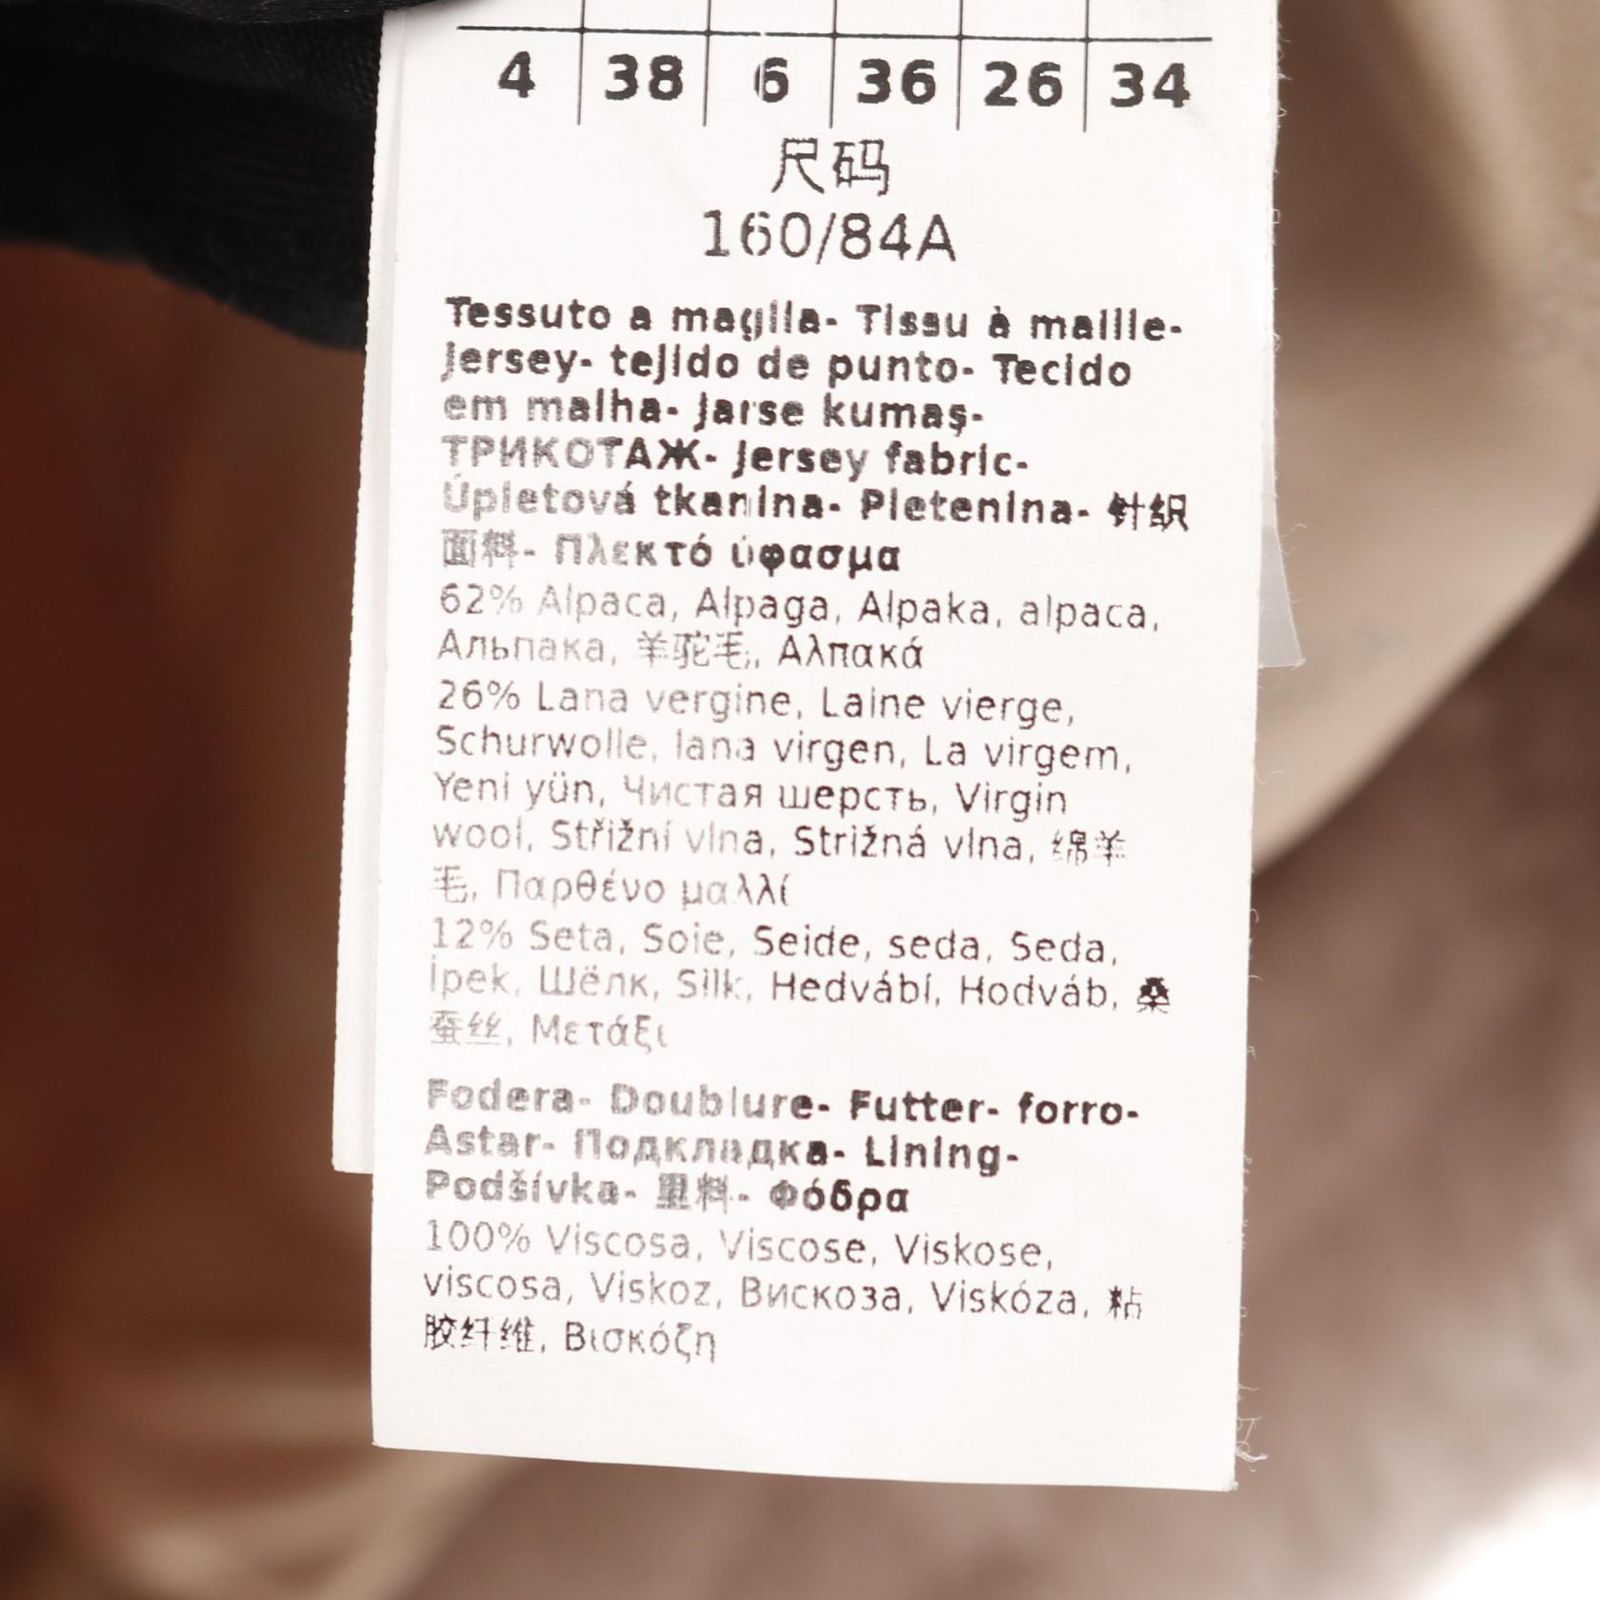 4 38 6 36 26 34
尺码
160/84A
Tessuto a maglia- Tissu à maille-
Jersey- tejido de punto- Tecido
em malha- Jarse kumaş-
ТРИКОТАЖ- Jersey fabric-
Úpletová tkanina- Pletenina- 针织
面料- Πλεκτό ύφασμα
62% Alpaca, Alpaga, Alpaka, alpaca,
Альпака, 羊驼毛, Αλπακά
26% Lana vergine, Laine vierge,
Schurwolle, lana virgen, La virgem,
Yeni yün, Чистая шерсть, Virgin
wool, Střižní vlna, Strižná vlna, 绵羊
毛, Παρθένο μαλλί
12% Seta, Soie, Seide, seda, Seda,
İpek, Шёлк, Silk, Hedvábí, Hodváb, 桑
蚕丝, Μετάξι
Fodera- Doublure- Futter- forro-
Astar- Подкладка- Lining-
Podšívka- 里料- Φόδρα
100% Viscosa, Viscose, Viskose,
viscosa, Viskoz, Вискоза, Viskóza, 粘
胶纤维, Βισκόζη